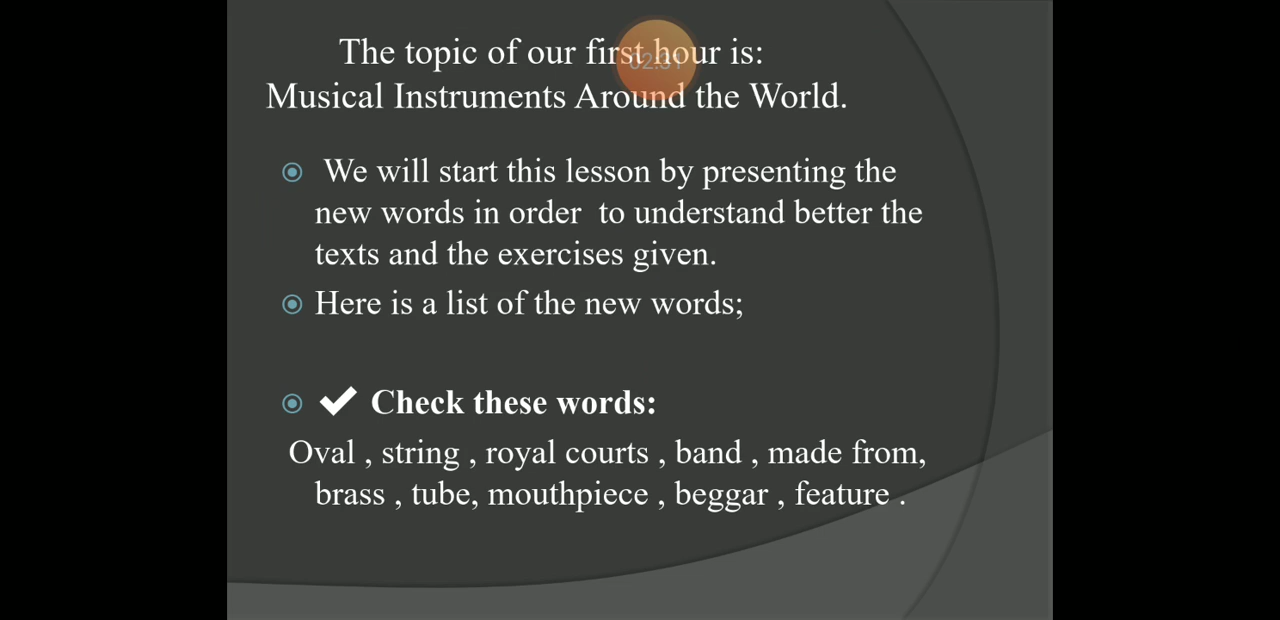 The topic of our first hour is:
Musical Instruments Around the World.
We will start this lesson by presenting the
new words in order to understand better the
texts and the exercises given.
Here is a list of the new words;
✔ Check these words:
Oval , string , royal courts , band , made from,
brass , tube, mouthpiece , beggar , feature .